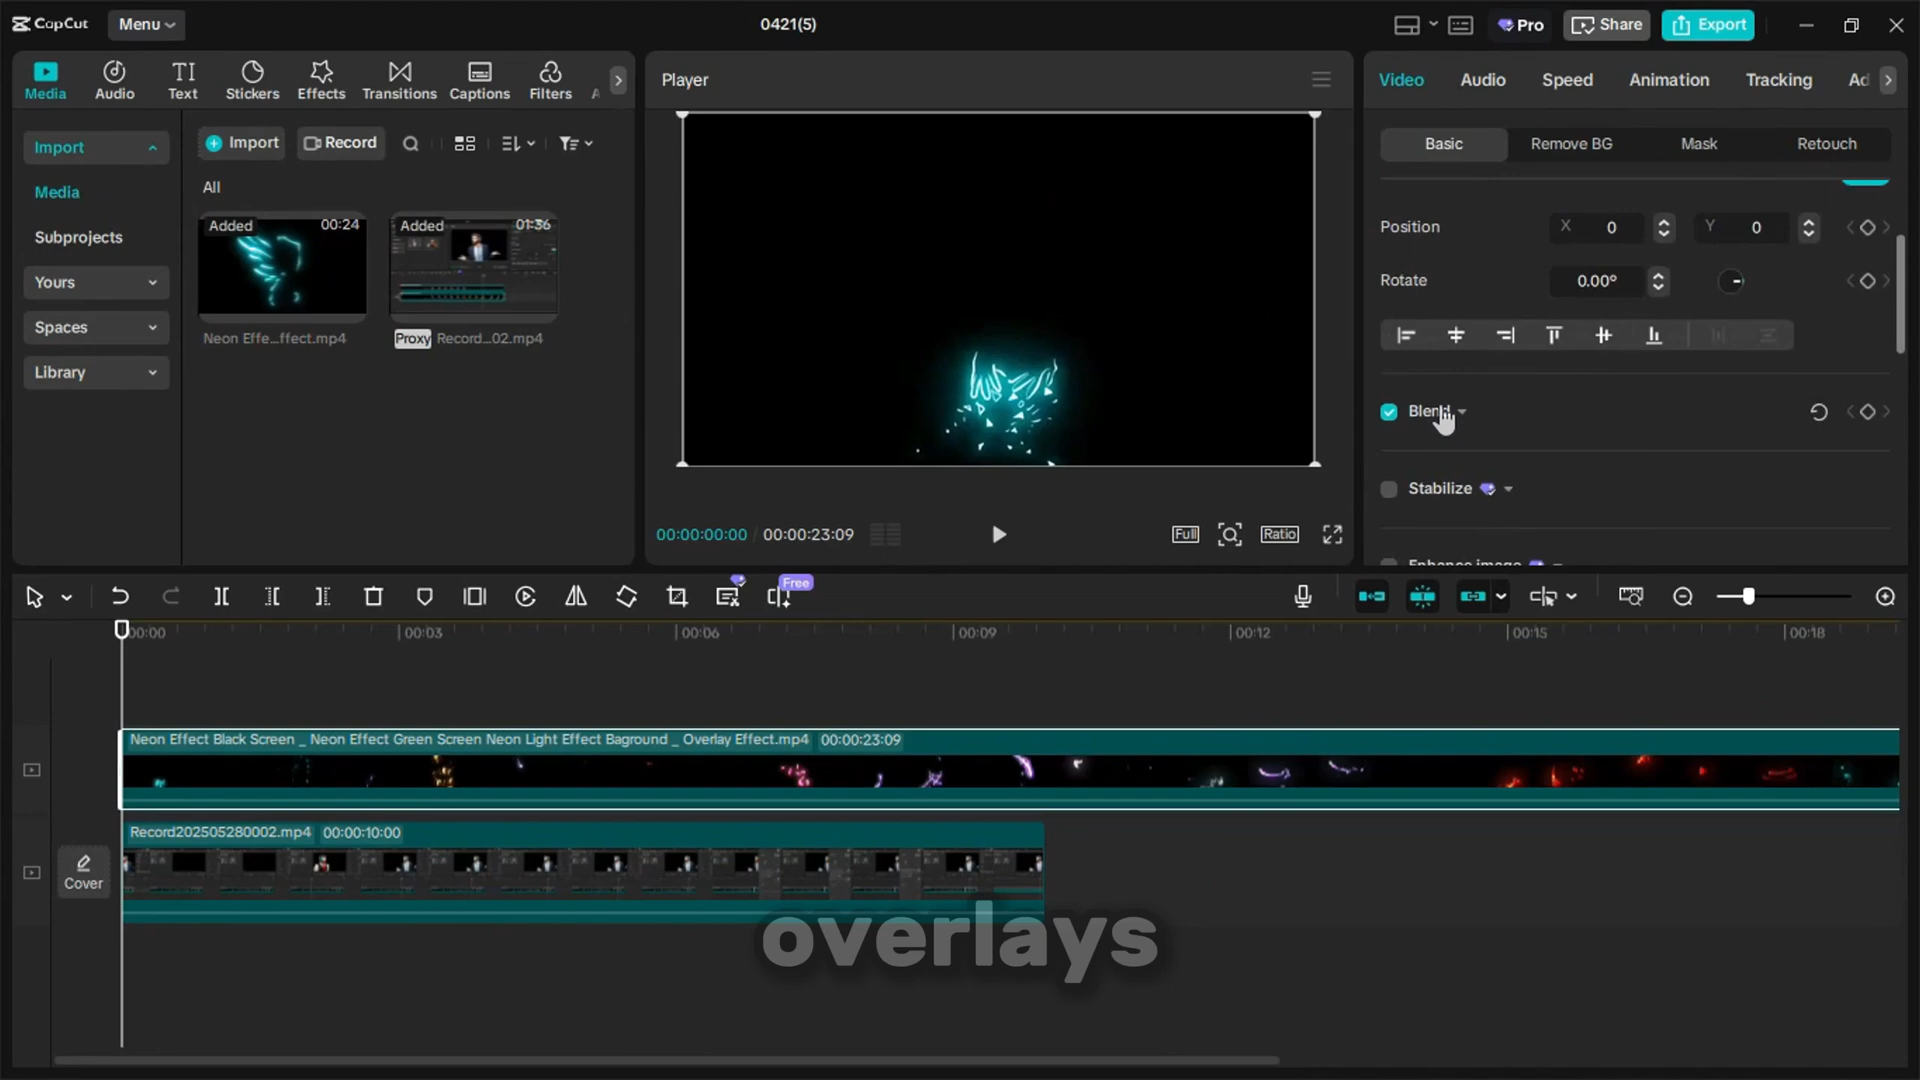 CapCut
Menu
0421(5)
Pro
Share
Export
Media
Audio
Text
Stickers
Effects
Transitions
Captions
Filters
Player
Video
Audio
Speed
Animation
Tracking
Ad
Import
Media
Subprojects
Yours
Spaces
Library
Import
Record
All
Added
00:24
Neon Effe...ffect.mp4
Added
01:36
Proxy
Record...02.mp4
00:00:00:00 / 00:00:23:09
Full
Ratio
Basic
Remove BG
Mask
Retouch
Position
X 0
Y 0
Rotate
0.00°
Blend
Stabilize
Enhance image
Free
00:00
00:03
00:06
00:09
00:12
00:15
00:18
Neon Effect Black Screen _ Neon Effect Green Screen Neon Light Effect Baground _ Overlay Effect.mp4 00:00:23:09
Cover
Record202505280002.mp4 00:00:10:00
overlays